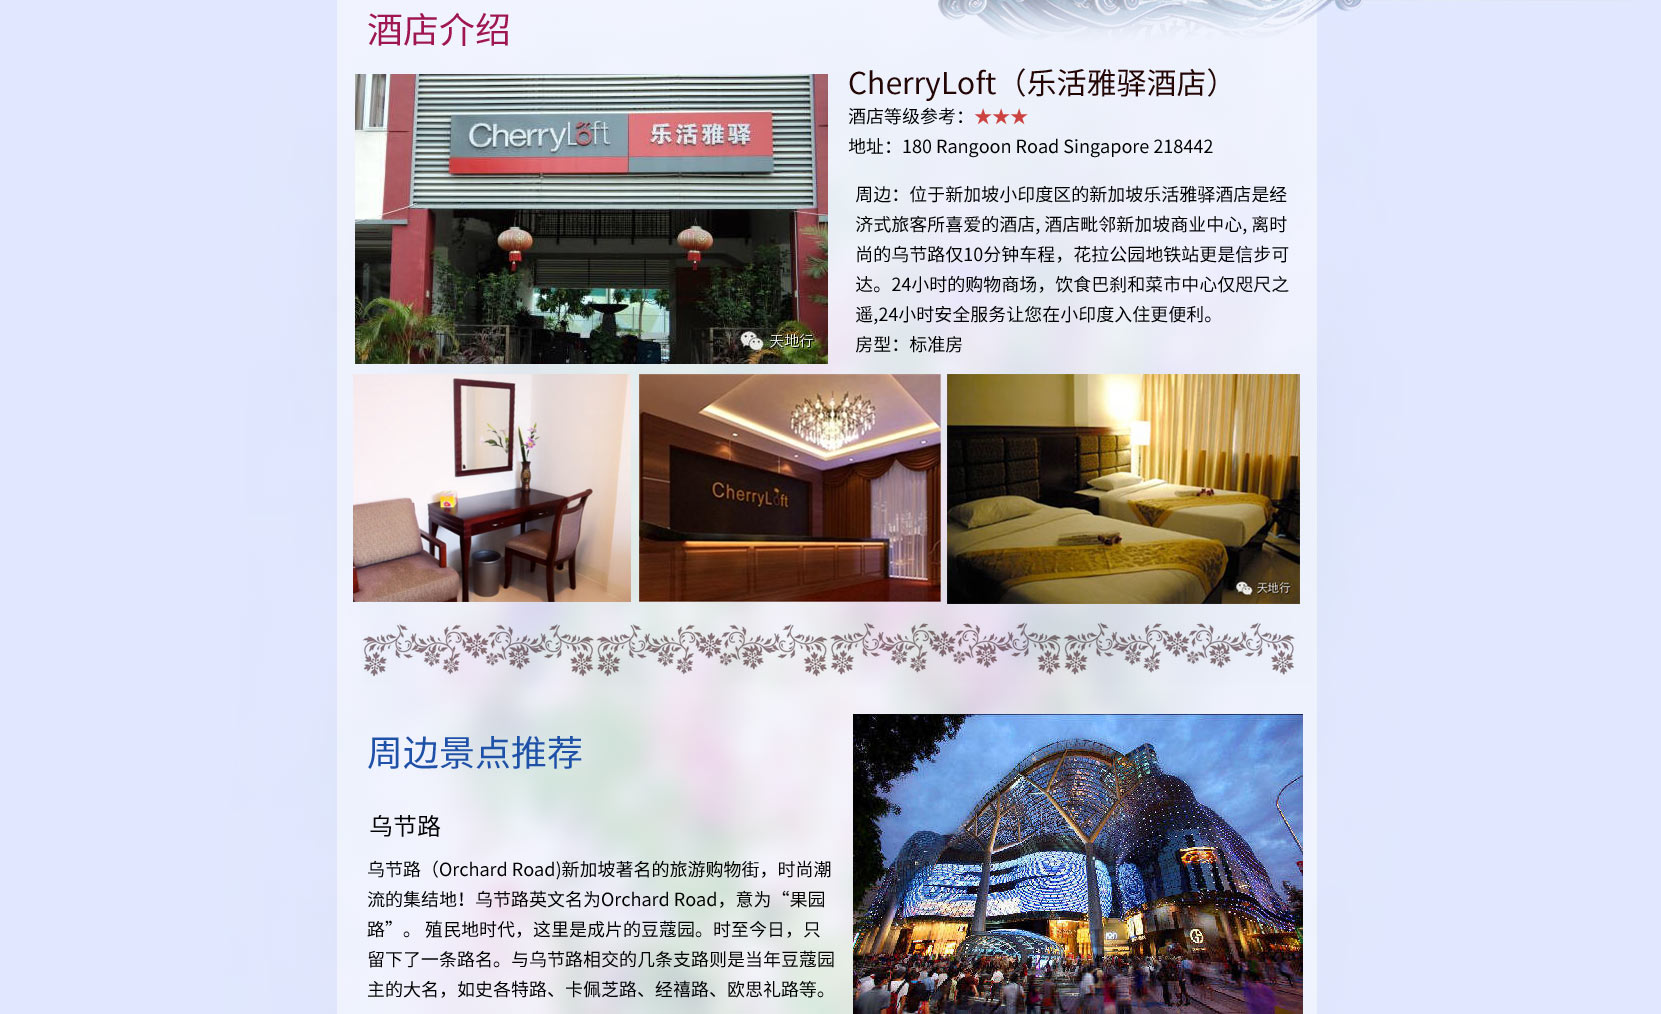 酒店介绍
CherryLoft 乐活雅驿
天地行
CherryLoft（乐活雅驿酒店）
酒店等级参考：★★★
地址：180 Rangoon Road Singapore 218442
周边：位于新加坡小印度区的新加坡乐活雅驿酒店是经
济式旅客所喜爱的酒店, 酒店毗邻新加坡商业中心, 离时
尚的乌节路仅10分钟车程，花拉公园地铁站更是信步可
达。24小时的购物商场，饮食巴刹和菜市中心仅咫尺之
遥,24小时安全服务让您在小印度入住更便利。
房型：标准房
CherryLoft
天地行
周边景点推荐
乌节路
乌节路（Orchard Road)新加坡著名的旅游购物街，时尚潮
流的集结地！乌节路英文名为Orchard Road，意为“果园
路”。 殖民地时代，这里是成片的豆蔻园。时至今日，只
留下了一条路名。与乌节路相交的几条支路则是当年豆蔻园
主的大名，如史各特路、卡佩芝路、经禧路、欧思礼路等。